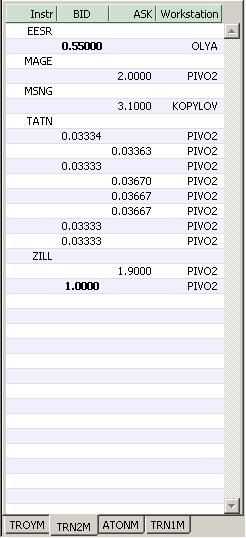 Instr BID ASK Workstation
EESR
0.55000 OLYA
MAGE
2.0000 PIVO2
MSNG
3.1000 KOPYLOV
TATN
0.03334 PIVO2
0.03363 PIVO2
0.03333 PIVO2
0.03670 PIVO2
0.03667 PIVO2
0.03667 PIVO2
0.03333 PIVO2
0.03333 PIVO2
ZILL
1.9000 PIVO2
1.0000 PIVO2
TROYM TRN2M ATONM TRN1M